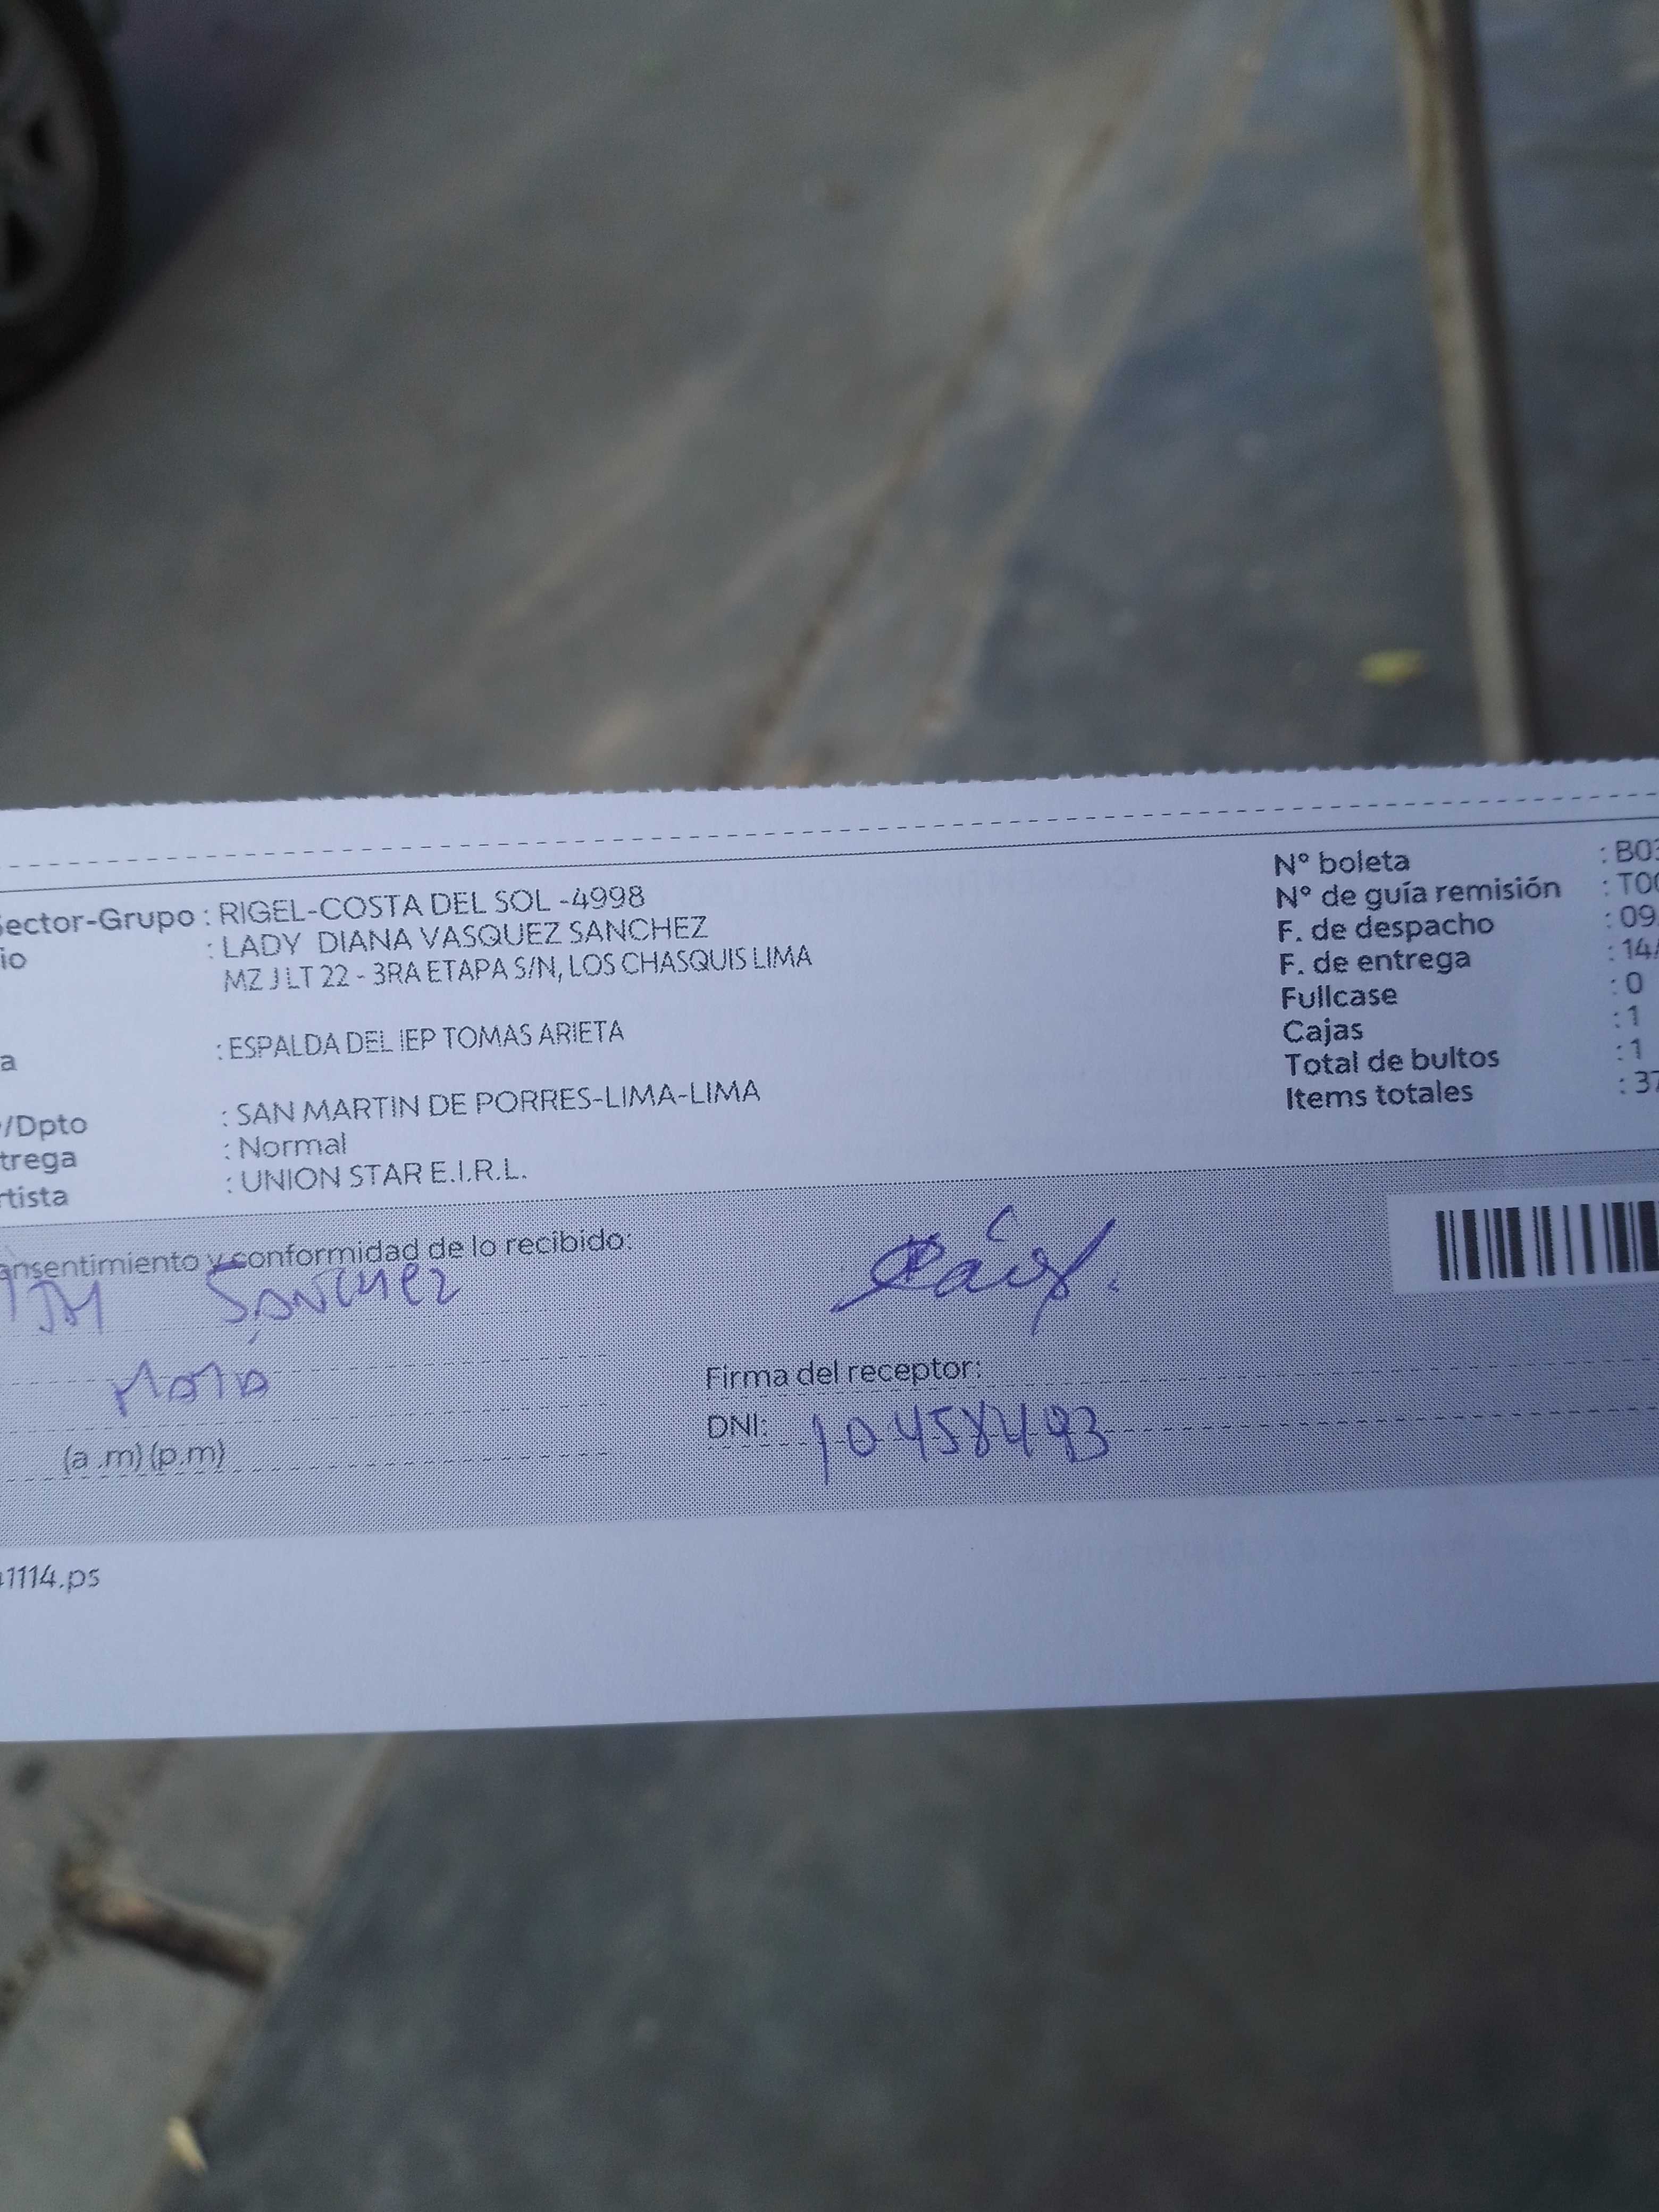 Sector-Grupo : RIGEL-COSTA DEL SOL -4998
io : LADY DIANA VASQUEZ SANCHEZ
MZ J LT 22 - 3RA ETAPA S/N, LOS CHASQUIS LIMA
a : ESPALDA DEL IEP TOMAS ARIETA
/Dpto : SAN MARTIN DE PORRES-LIMA-LIMA
trega : Normal
rtista : UNION STAR E.I.R.L.
N° boleta : B03
N° de guía remisión : T00
F. de despacho : 09
F. de entrega : 14/
Fullcase : 0
Cajas : 1
Total de bultos : 1
Items totales : 37
onsentimiento y conformidad de lo recibido:
SANCHEZ
Firma del receptor:
DNI: 10458493
(a .m) (p.m)
1114.ps